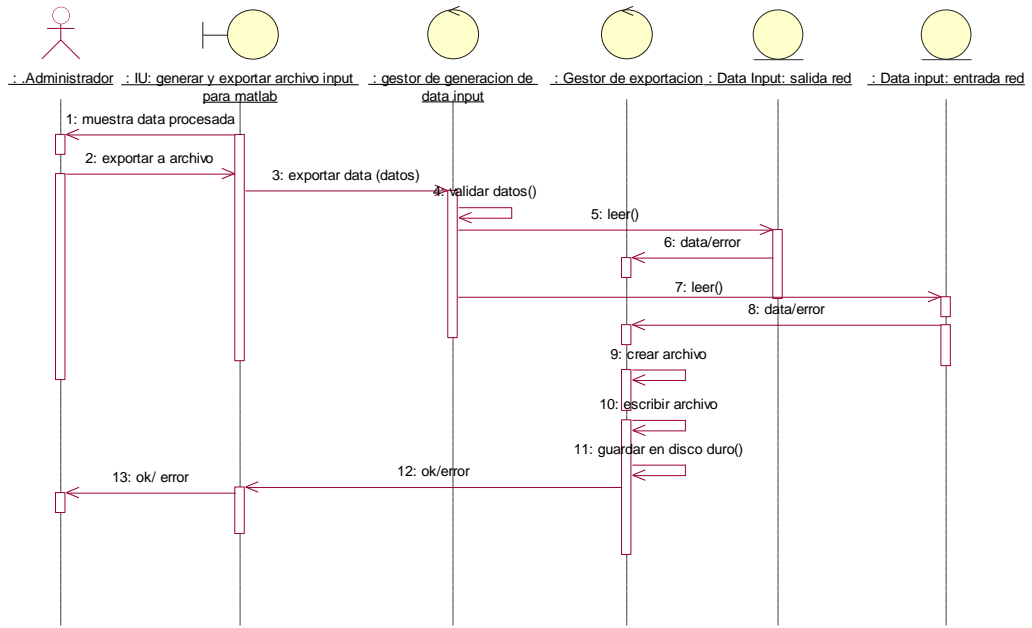 : .Administrador
: IU: generar y exportar archivo input
para matlab
: gestor de generacion de
data input
: Gestor de exportacion
: Data Input: salida red
: Data input: entrada red
1: muestra data procesada
2: exportar a archivo
3: exportar data (datos)
4: validar datos()
5: leer()
6: data/error
7: leer()
8: data/error
9: crear archivo
10: escribir archivo
11: guardar en disco duro()
12: ok/error
13: ok/ error